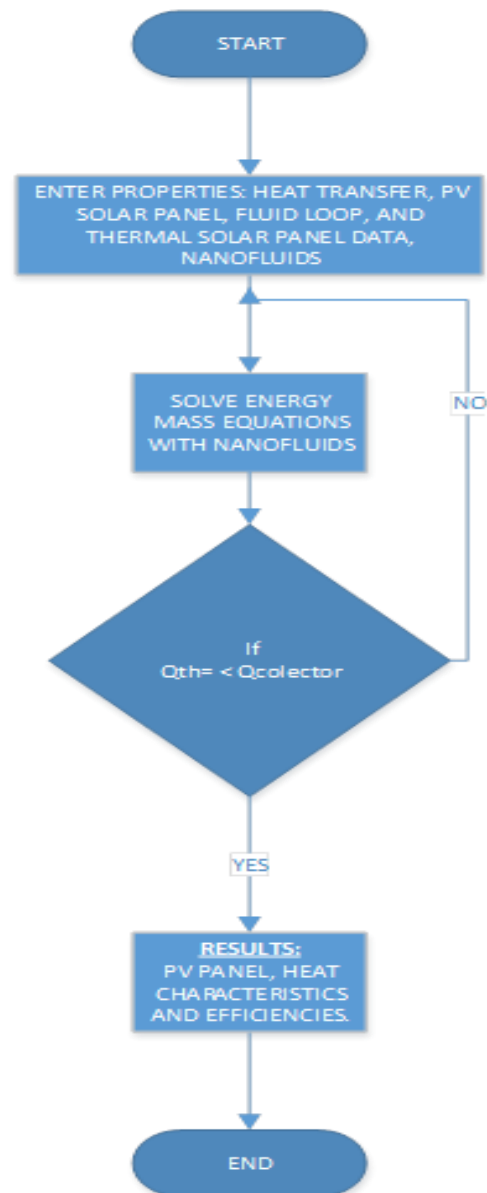 START
ENTER PROPERTIES: HEAT TRANSFER, PV
SOLAR PANEL, FLUID LOOP, AND
THERMAL SOLAR PANEL DATA,
NANOFLUIDS
SOLVE ENERGY
MASS EQUATIONS
WITH NANOFLUIDS
NO
If
Qth= < Qcolector
YES
RESULTS:
PV PANEL, HEAT
CHARACTERISTICS
AND EFFICIENCIES.
END